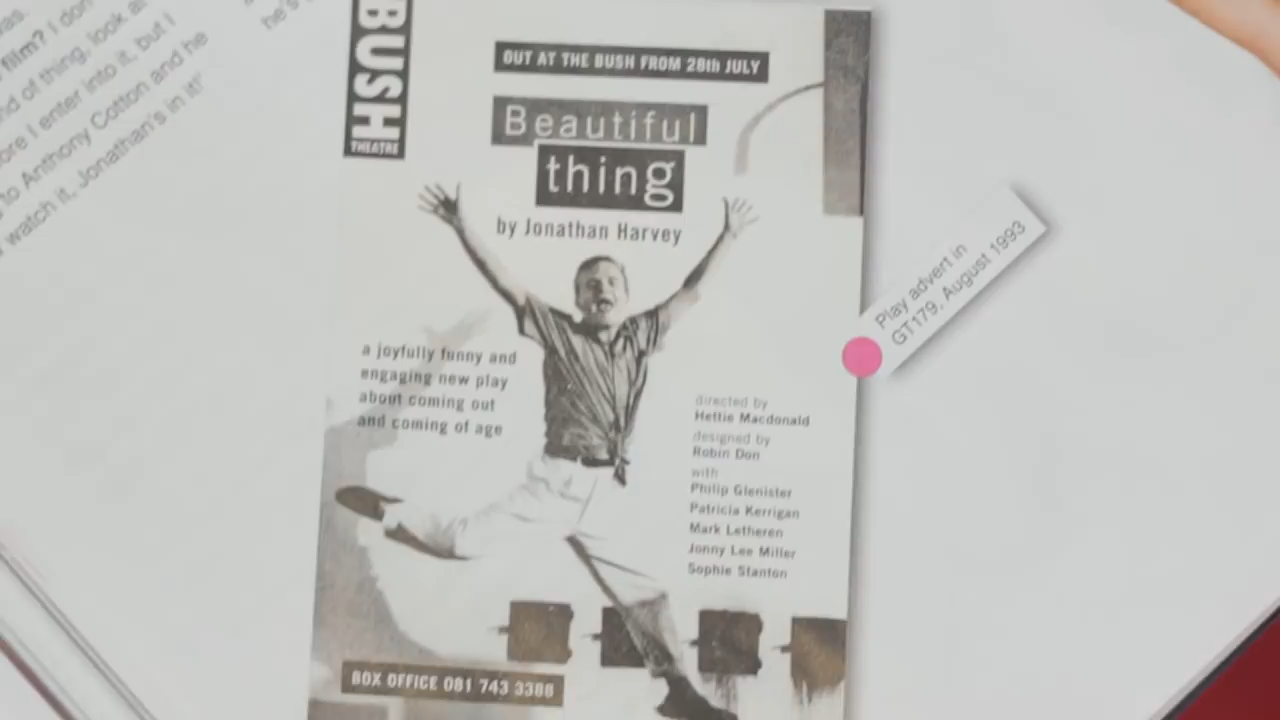 was.
film? I don
nd of thing, look a
ore I enter into it, but I
to Anthony Cotton and he
watch it, Jonathan's in it!'
he's
BUSH
THEATRE
OUT AT THE BUSH FROM 28th JULY
Beautiful
thing
by Jonathan Harvey
a joyfully funny and
engaging new play
about coming out
and coming of age
directed by
Hettie Macdonald
designed by
Robin Don
with
Philip Glenister
Patricia Kerrigan
Mark Letheren
Jonny Lee Miller
Sophie Stanton
BOX OFFICE 081 743 3388
Play advert in
GT179, August 1993